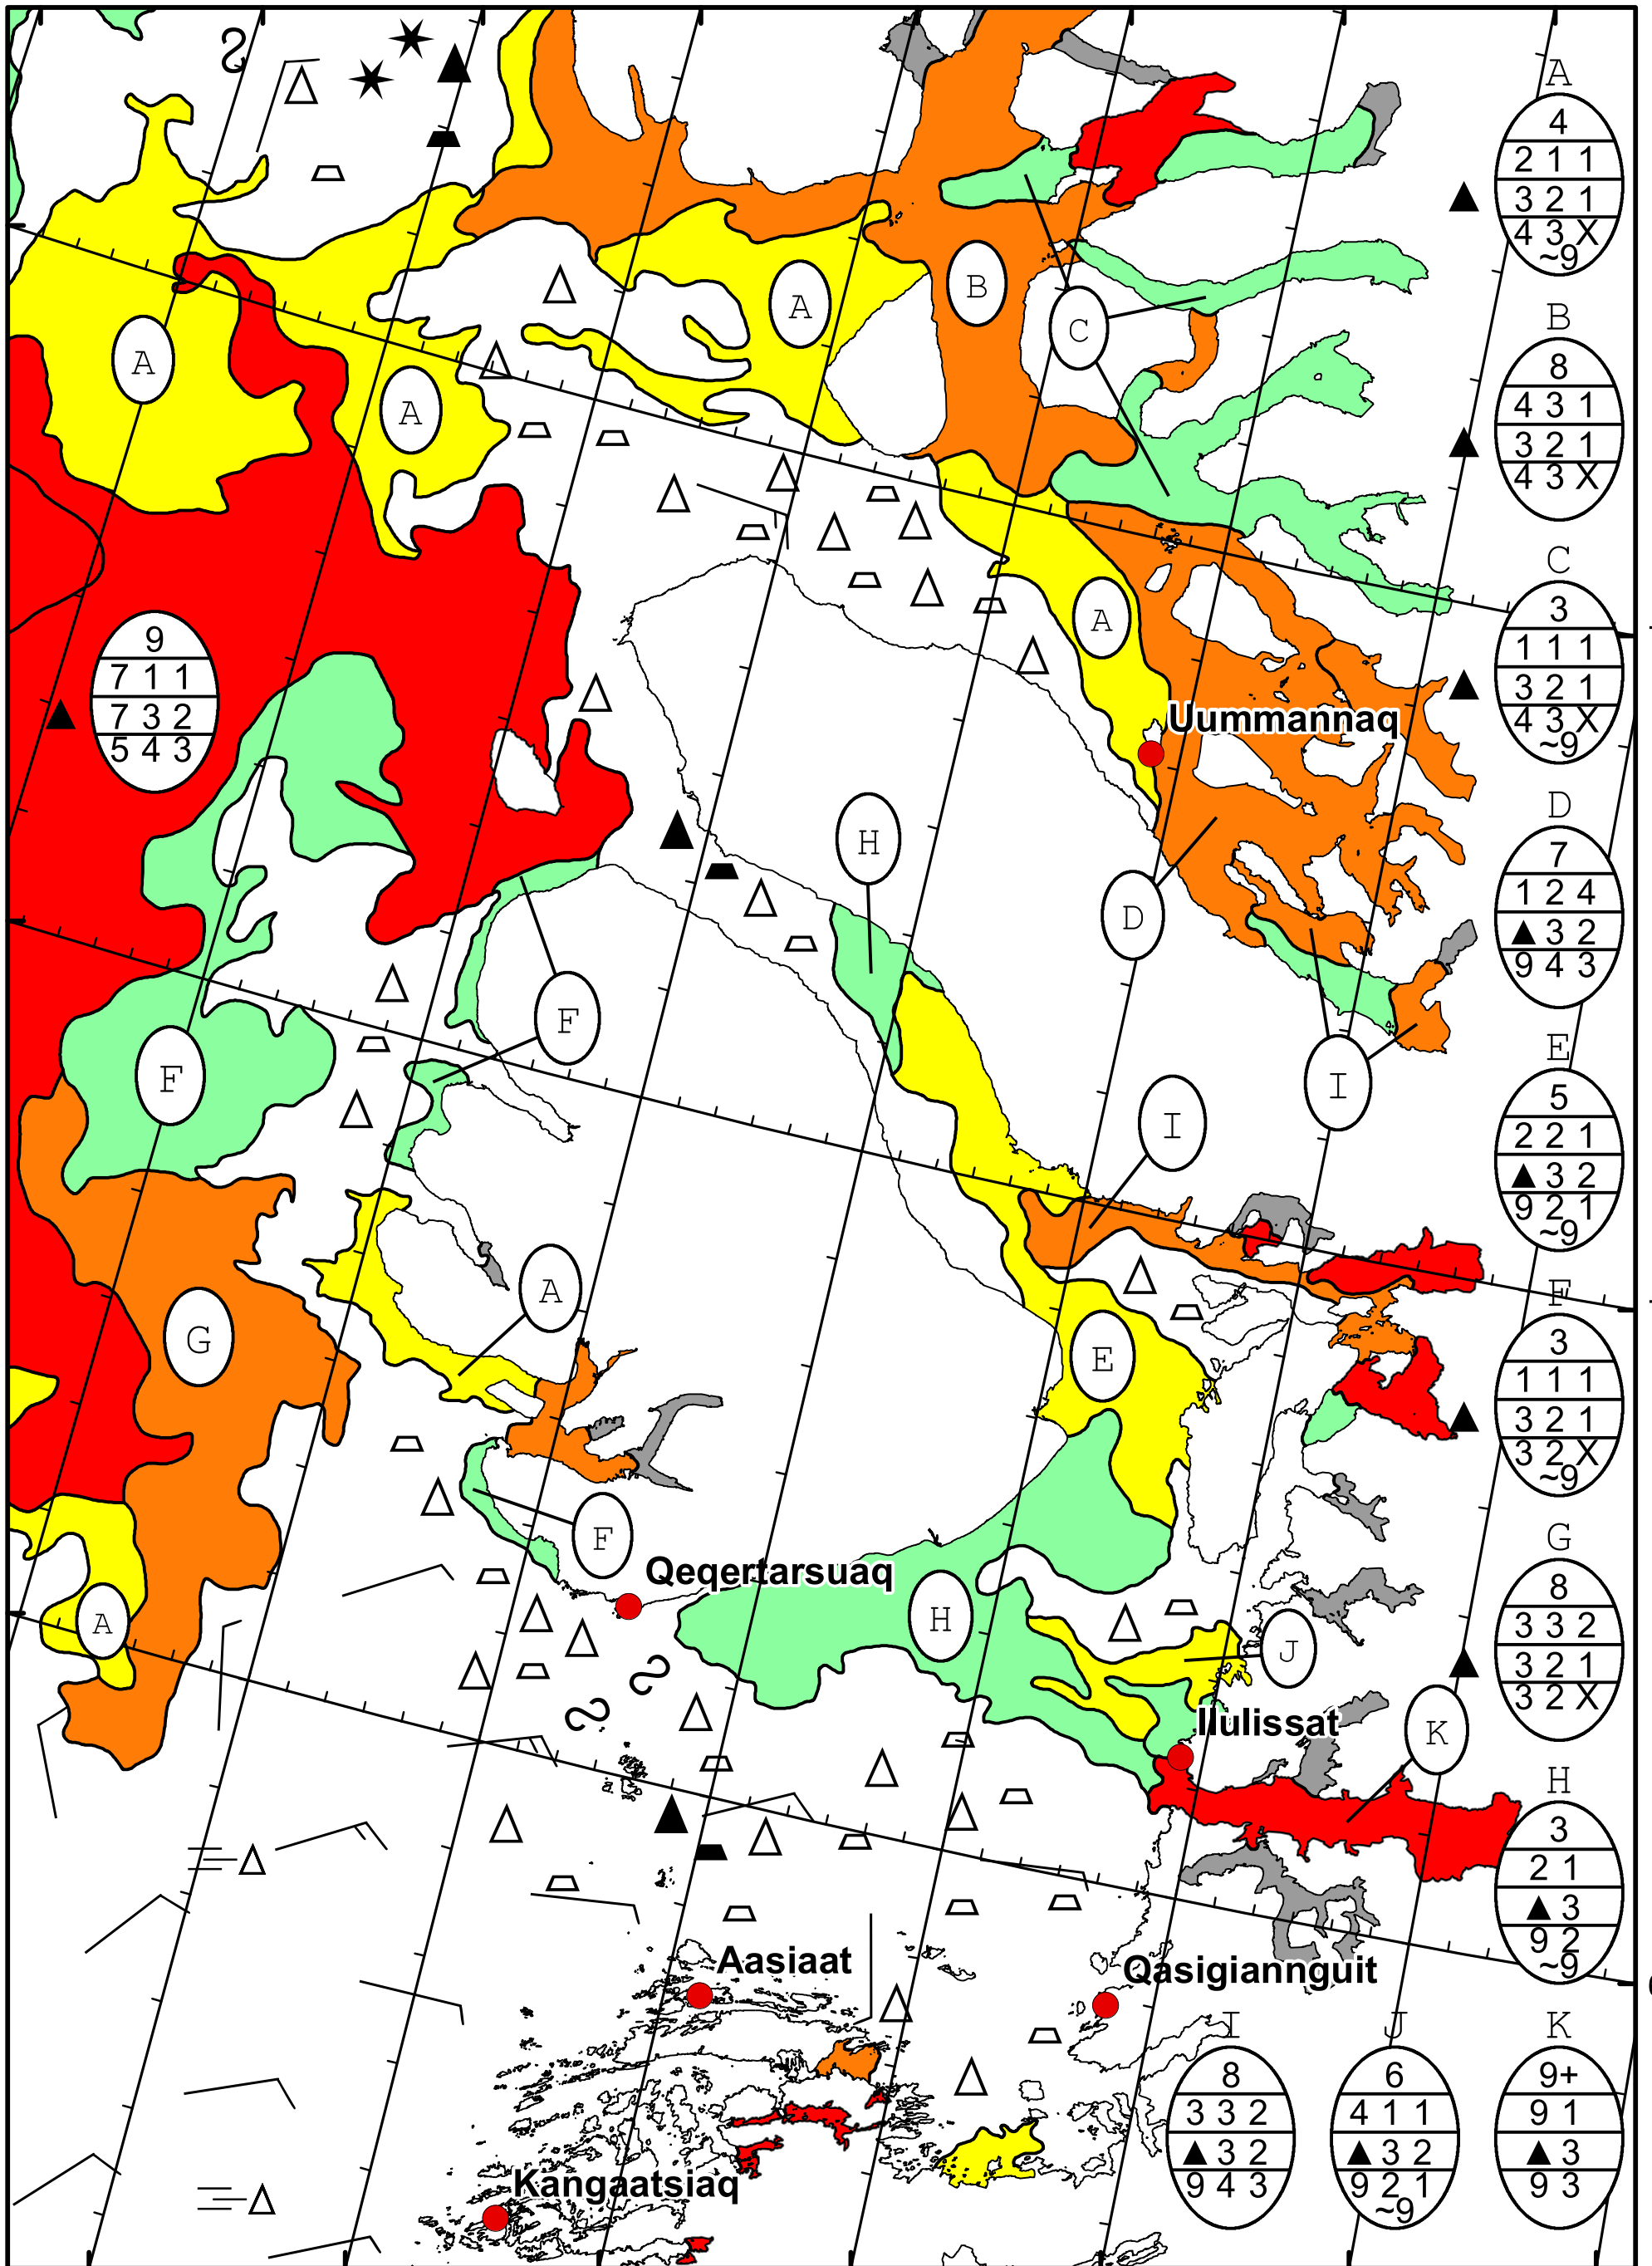 A
4
2 1 1
3 2 1
4 3 X
~9
B
8
4 3 1
3 2 1
4 3 X
C
3
1 1 1
3 2 1
4 3 X
~9
D
7
1 2 4
▲ 3 2
9 4 3
E
5
2 2 1
▲ 3 2
9 2 1
~9
F
3
1 1 1
3 2 1
3 2 X
~9
G
8
3 3 2
3 2 1
3 2 X
H
3
2 1
▲ 3
9 2
~9
I
8
3 3 2
▲ 3 2
9 4 3
J
6
4 1 1
▲ 3 2
9 2 1
~9
K
9+
9 1
▲ 3
9 3
A
B
A
C
A
A
9
7 1 1
7 3 2
5 4 3
Uummannaq
H
D
F
F
I
I
A
G
E
F
Qeqertarsuaq
A
H
J
Ilulissat
K
Aasiaat
Qasigiannguit
Kangaatsiaq